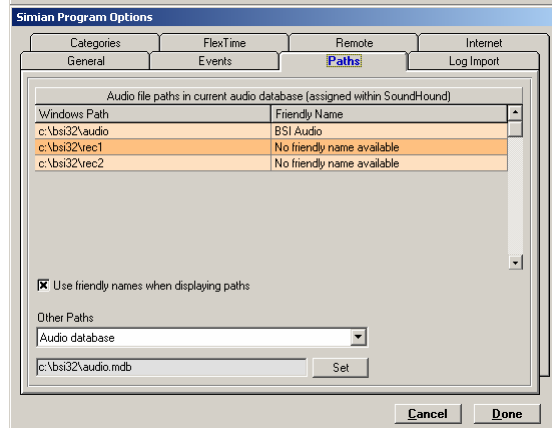 Simian Program Options
Categories FlexTime Remote Internet
General Events Paths Log Import
Audio file paths in current audio database (assigned within SoundHound)
Windows Path Friendly Name
c:\bsi32\audio BSI Audio
c:\bsi32\rec1 No friendly name available
c:\bsi32\rec2 No friendly name available
Use friendly names when displaying paths
Other Paths
Audio database
c:\bsi32\audio.mdb Set
Cancel Done